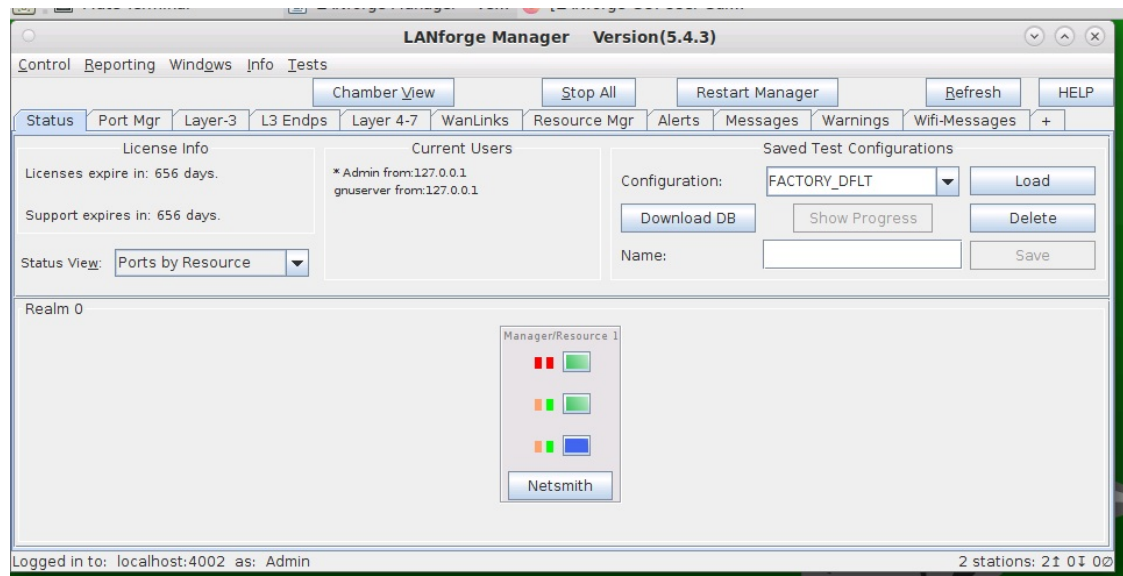 LANforge Manager Version(5.4.3)
Control Reporting Windows Info Tests
Chamber View Stop All Restart Manager Refresh HELP
Status Port Mgr Layer-3 L3 Endps Layer 4-7 WanLinks Resource Mgr Alerts Messages Warnings Wifi-Messages +
License Info
Licenses expire in: 656 days.
Support expires in: 656 days.
Status View: Ports by Resource
Current Users
* Admin from:127.0.0.1
gnuserver from:127.0.0.1
Saved Test Configurations
Configuration: FACTORY_DFLT Load
Download DB Show Progress Delete
Name: Save
Realm 0
Manager/Resource 1
Netsmith
Logged in to: localhost:4002 as: Admin
2 stations: 2↥ 0↧ 0∅